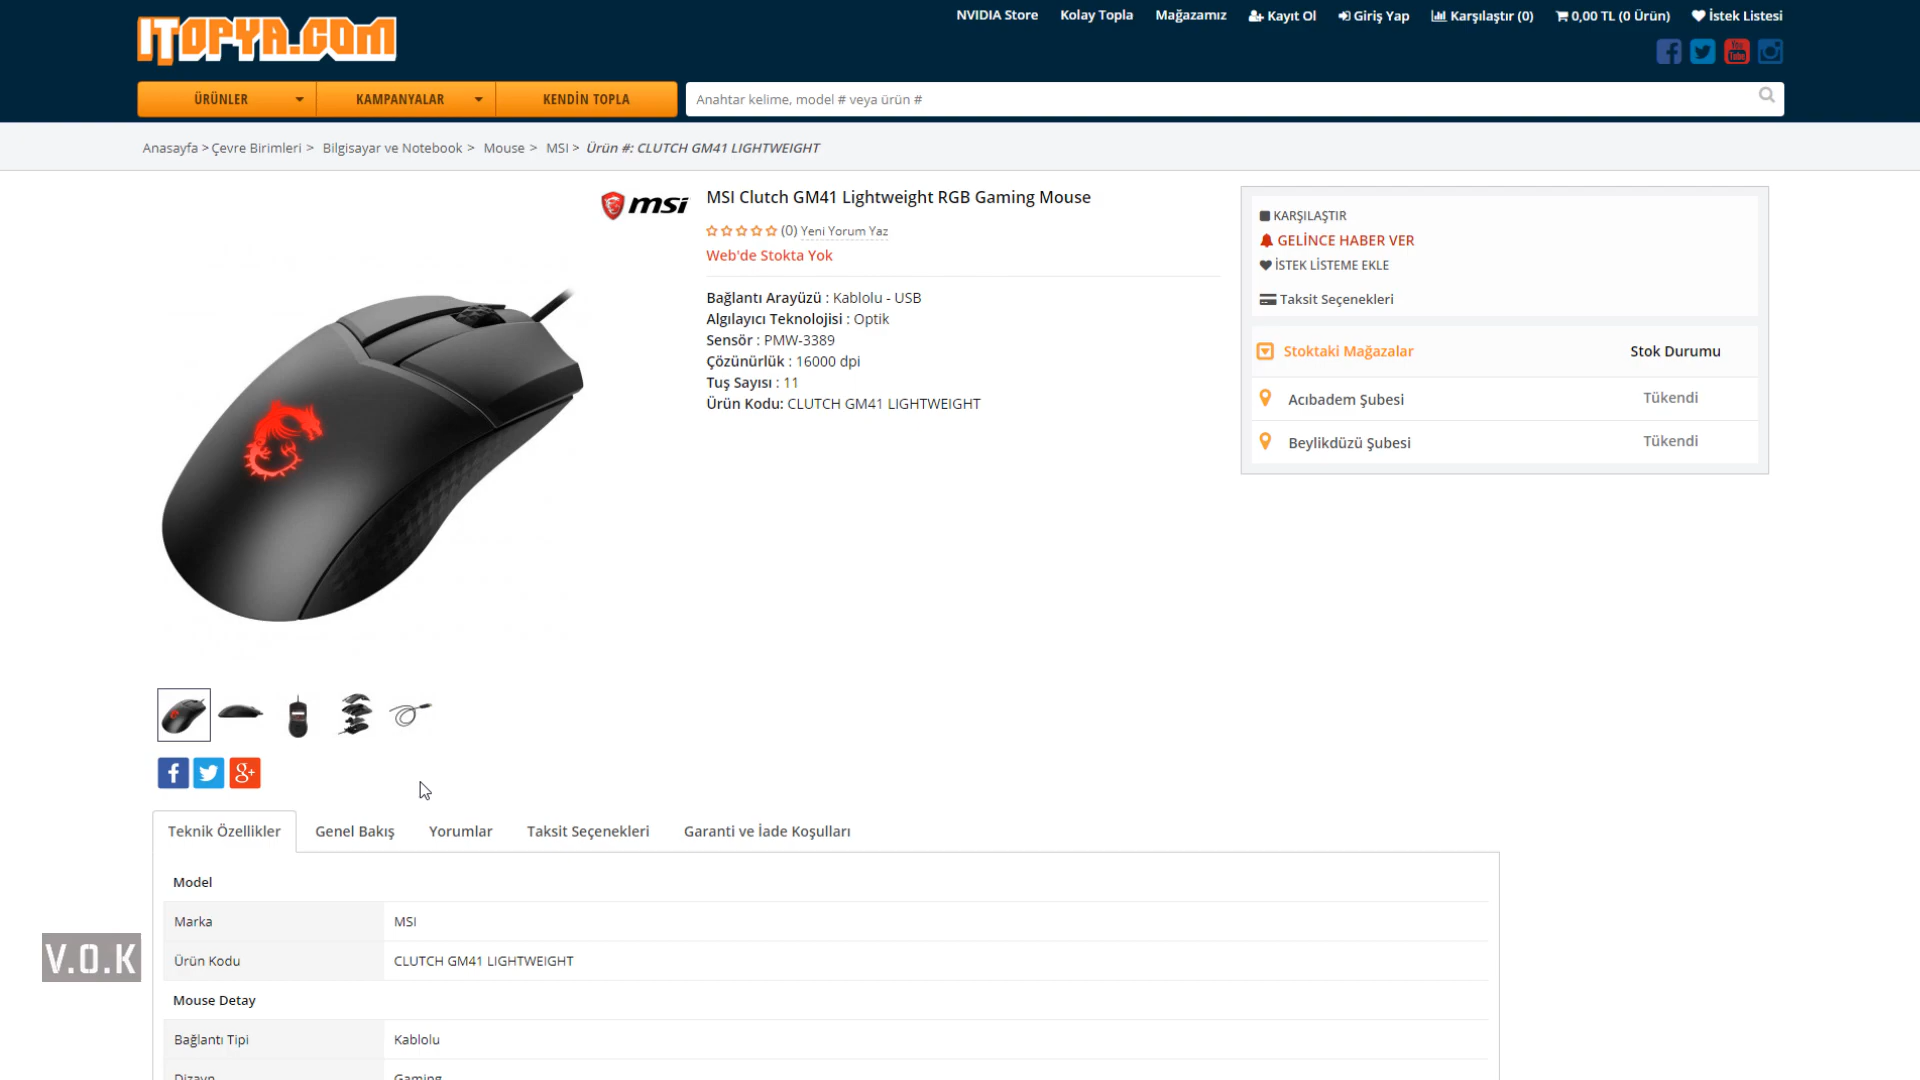 ITOPYA.COM
NVIDIA Store Kolay Topla Mağazamız Kayıt Ol Giriş Yap Karşılaştır (0) 0,00 TL (0 Ürün) İstek Listesi
You Tube
ÜRÜNLER KAMPANYALAR KENDİN TOPLA Anahtar kelime, model # veya ürün #
Anasayfa > Çevre Birimleri > Bilgisayar ve Notebook > Mouse > MSI > Ürün #: CLUTCH GM41 LIGHTWEIGHT
msi
MSI Clutch GM41 Lightweight RGB Gaming Mouse
(0) Yeni Yorum Yaz
Web'de Stokta Yok
Bağlantı Arayüzü : Kablolu - USB
Algılayıcı Teknolojisi : Optik
Sensör : PMW-3389
Çözünürlük : 16000 dpi
Tuş Sayısı : 11
Ürün Kodu: CLUTCH GM41 LIGHTWEIGHT
KARŞILAŞTIR
GELİNCE HABER VER
İSTEK LİSTEME EKLE
Taksit Seçenekleri
Stoktaki Mağazalar Stok Durumu
Acıbadem Şubesi Tükendi
Beylikdüzü Şubesi Tükendi
f g+
Teknik Özellikler Genel Bakış Yorumlar Taksit Seçenekleri Garanti ve İade Koşulları
Model
Marka MSI
Ürün Kodu CLUTCH GM41 LIGHTWEIGHT
Mouse Detay
Bağlantı Tipi Kablolu
Dizayn Gaming
V.O.K